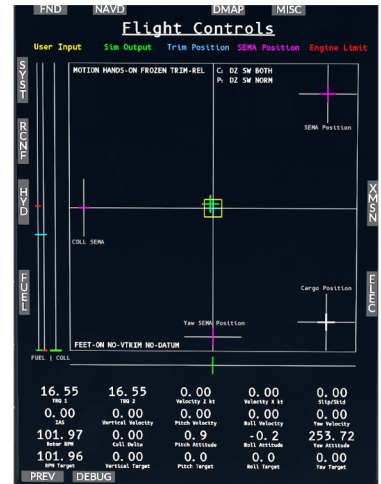 FND NAVD DMAP MISC
Flight Controls
User Input Sim Output Trim Position SEMA Position Engine Limit
SYST
RCNF
HYD
FUEL
XMSN
ELEC
MOTION HANDS-ON FROZEN TRIM-REL
C: DZ SW BOTH
P: DZ SW NORM
SEMA Position
COLL SEMA
Cargo Position
Yaw SEMA Position
FEET-ON NO-VTRIM NO-DATUM
FUEL | COLL
16.55 16.55 0.00 0.00 0.00
TRQ 1 TRQ 2 Velocity Z kt Velocity X kt Slip/Skid
0.00 0.00 0.00 0.00 0.00
IAS Vertical Velocity Pitch Velocity Roll Velocity Yaw Velocity
101.97 0.00 0.9 -0.2 253.72
Rotor RPM Coll Delta Pitch Attitude Roll Attitude Yaw Attitude
101.96 0.00 0.0 0.0 0.00
RPM Target Vertical Target Pitch Target Roll Target Yaw Target
PREV DEBUG